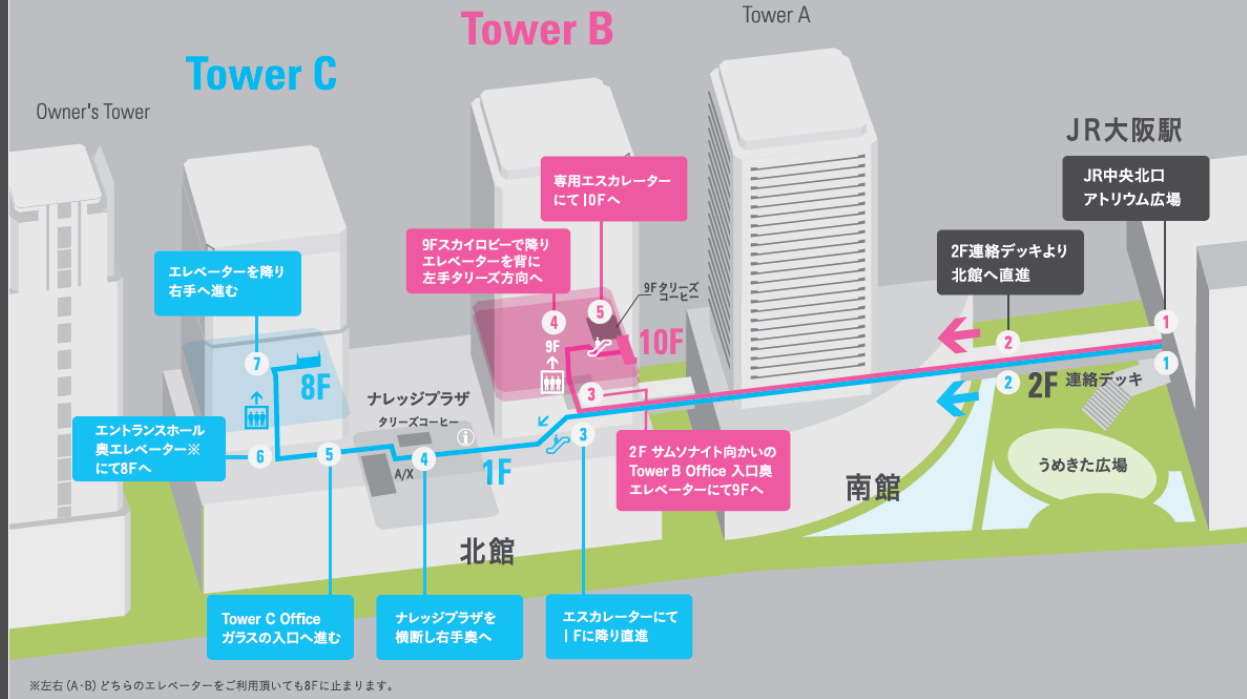 Tower B
Tower A
Tower C
Owner's Tower
JR大阪駅
JR中央北口
アトリウム広場
専用エスカレーター
にて10Fへ
9Fスカイロビーで降り
エレベーターを背に
左手タリーズ方向へ
2F連絡デッキより
北館へ直進
エレベーターを降り
右手へ進む
9Fタリーズ
コーヒー
4
5
9F
10F
1
2
1
2
2F 連絡デッキ
7
8F
3
ナレッジプラザ
タリーズコーヒー
i
エントランスホール
奥エレベーター※
にて8Fへ
6
5
4
A/X
1F
3
2F サムソナイト向かいの
Tower B Office 入口奥
エレベーターにて9Fへ
うめきた広場
南館
北館
Tower C Office
ガラスの入口へ進む
ナレッジプラザを
横断し右手奥へ
エスカレーターにて
1Fに降り直進
※左右(A・B)どちらのエレベーターをご利用頂いても8Fに止まります。